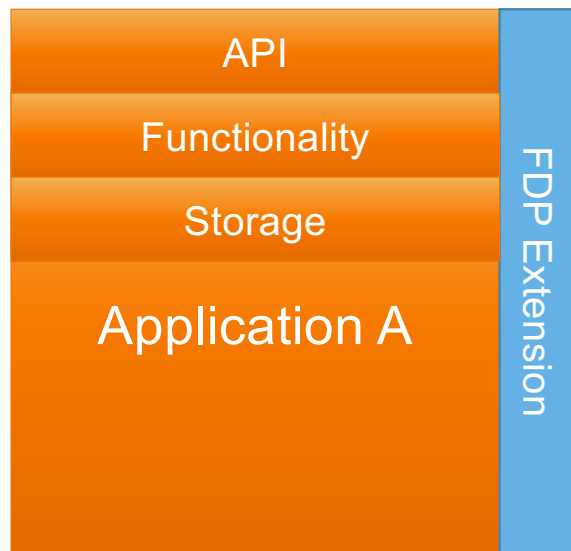 API
Functionality
Storage
Application A
FDP Extension